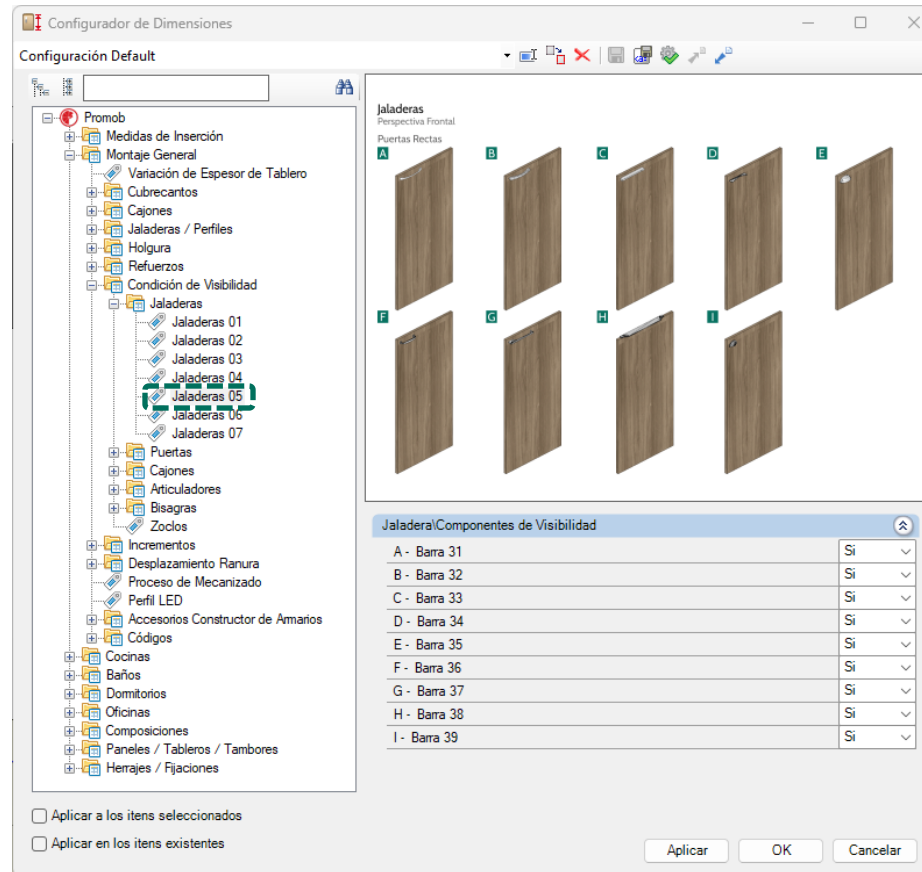 Configurador de Dimensiones
Configuración Default
Promob
Medidas de Inserción
Montaje General
Variación de Espesor de Tablero
Cubrecantos
Cajones
Jaladeras / Perfiles
Holgura
Refuerzos
Condición de Visibilidad
Jaladeras
Jaladeras 01
Jaladeras 02
Jaladeras 03
Jaladeras 04
Jaladeras 05
Jaladeras 06
Jaladeras 07
Puertas
Cajones
Articuladores
Bisagras
Zoclos
Incrementos
Desplazamiento Ranura
Proceso de Mecanizado
Perfil LED
Accesorios Constructor de Armarios
Códigos
Cocinas
Baños
Dormitorios
Oficinas
Composiciones
Paneles / Tableros / Tambores
Herrajes / Fijaciones
Jaladeras
Perspectiva Frontal
Puertas Rectas
A B C D E
F G H I
Jaladera\Componentes de Visibilidad
A - Barra 31 Si
B - Barra 32 Si
C - Barra 33 Si
D - Barra 34 Si
E - Barra 35 Si
F - Barra 36 Si
G - Barra 37 Si
H - Barra 38 Si
I - Barra 39 Si
Aplicar a los itens seleccionados
Aplicar en los itens existentes
Aplicar OK Cancelar